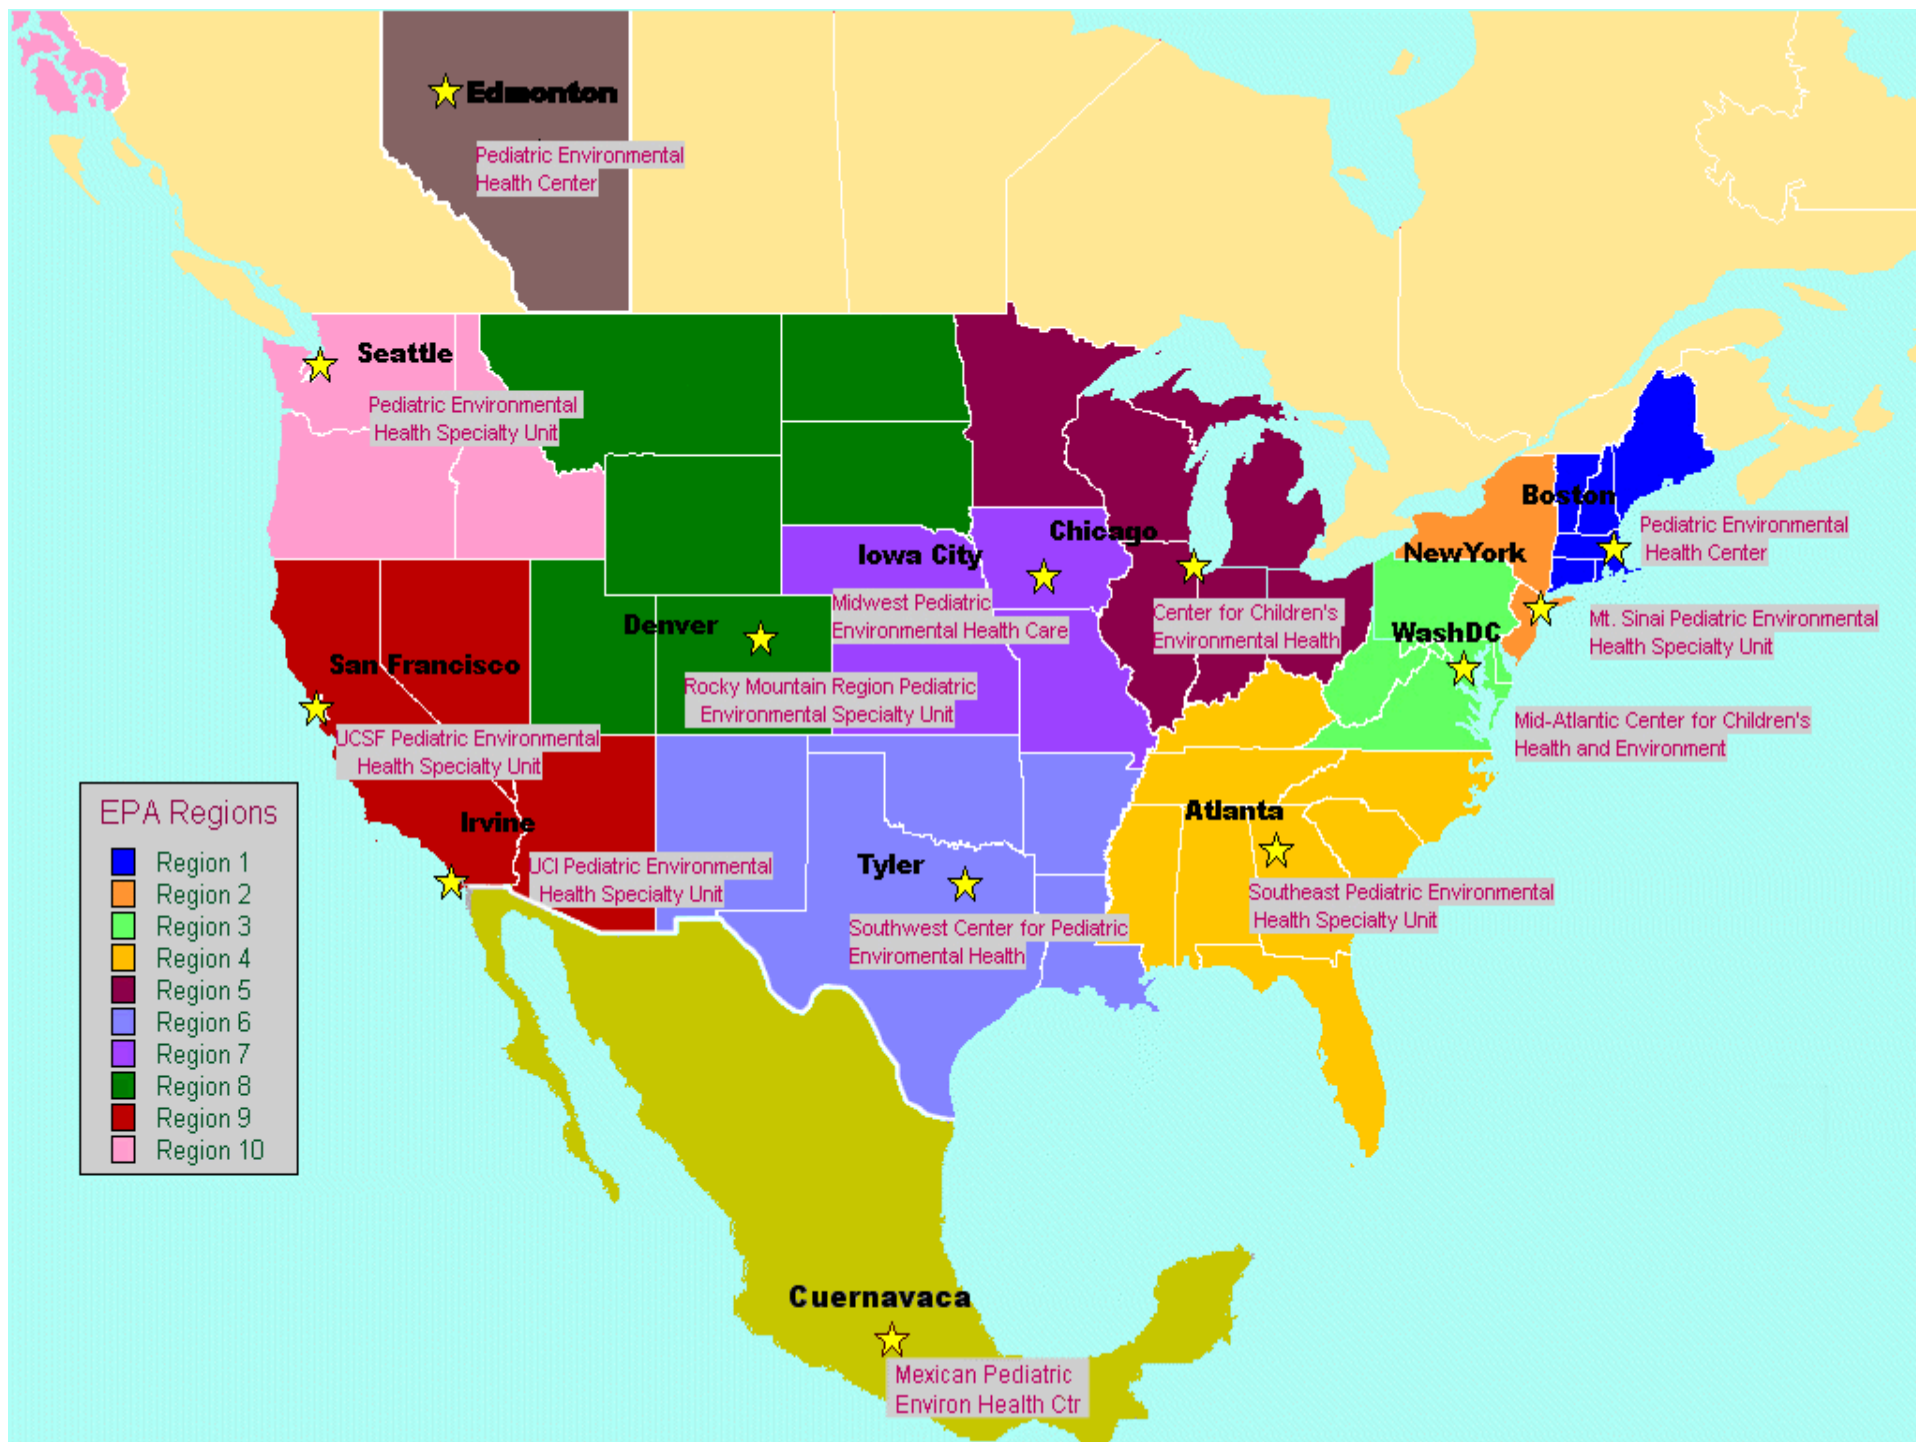 Edmonton
Pediatric Environmental
Health Center
Seattle
Pediatric Environmental
Health Specialty Unit
Boston
Pediatric Environmental
Health Center
Chicago
Iowa City
NewYork
Midwest Pediatric
Environmental Health Care
Center for Children's
Environmental Health
Mt. Sinai Pediatric Environmental
Health Specialty Unit
Denver
WashDC
San Francisco
Rocky Mountain Region Pediatric
Environmental Specialty Unit
Mid-Atlantic Center for Children's
Health and Environment
UCSF Pediatric Environmental
Health Specialty Unit
Irvine
UCI Pediatric Environmental
Health Specialty Unit
Tyler
Southwest Center for Pediatric
Enviromental Health
Atlanta
Southeast Pediatric Environmental
Health Specialty Unit
EPA Regions
Region 1
Region 2
Region 3
Region 4
Region 5
Region 6
Region 7
Region 8
Region 9
Region 10
Cuernavaca
Mexican Pediatric
Environ Health Ctr